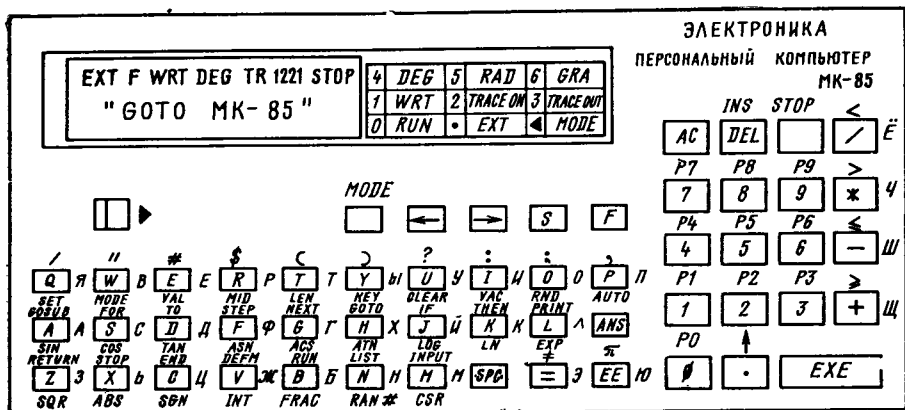 ЭЛЕКТРОНИКА
ПЕРСОНАЛЬНЫЙ КОМПЬЮТЕР
МК-85
EXT F WRT DEG TR 1221 STOP
"GOTO МК-85"
4 DEG 5 RAD 6 GRA
1 WRT 2 TRACE ON 3 TRACE OUT
0 RUN • EXT ◀ MODE
INS STOP <
AC DEL / Ё
P7 P8 P9 >
7 8 9 * Ч
MODE
← → S F
P4 P5 P6 ≤
4 5 6 — Ш
/ " # $ ( ) ? : ; ,
Q Я W В E Е R Р T Т Y Ы U У I И O О P П
P1 P2 P3 ≥
1 2 3 + Щ
SET MODE VAL MID LEN KEY CLEAR VAC RND AUTO
GOSUB FOR TO STEP NEXT GOTO IF THEN PRINT
A А S С D Д F Ф G Г H Х J Й K К L Л ANS
SIN COS TAN ASN ACS ATN LOG LN EXP π
RETURN STOP END DEFM RUN LIST INPUT ≠
P0 ↑
Z З X Ь C Ц V Ж B Б N Н M М SPC = Э EE Ю
0 . EXE
SQR ABS SGN INT FRAC RAN # CSR